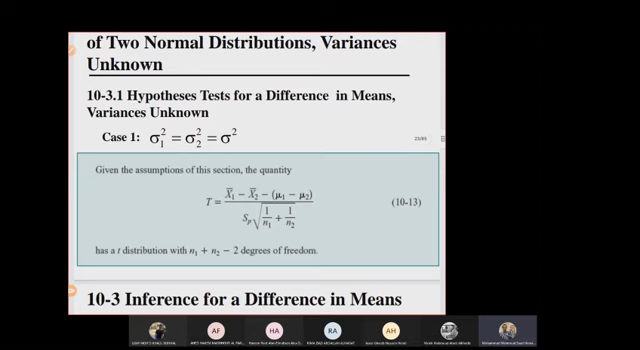 of Two Normal Distributions, Variances
Unknown
10-3.1 Hypotheses Tests for a Difference in Means,
Variances Unknown
Case 1: σ₁² = σ₂² = σ²
23/85
Given the assumptions of this section, the quantity
T = (X̄₁ − X̄₂ − (μ₁ − μ₂)) / (Sₚ √(1/n₁ + 1/n₂)) (10-13)
has a t distribution with n₁ + n₂ − 2 degrees of freedom.
10-3 Inference for a Difference in Means
AF HA RA AH